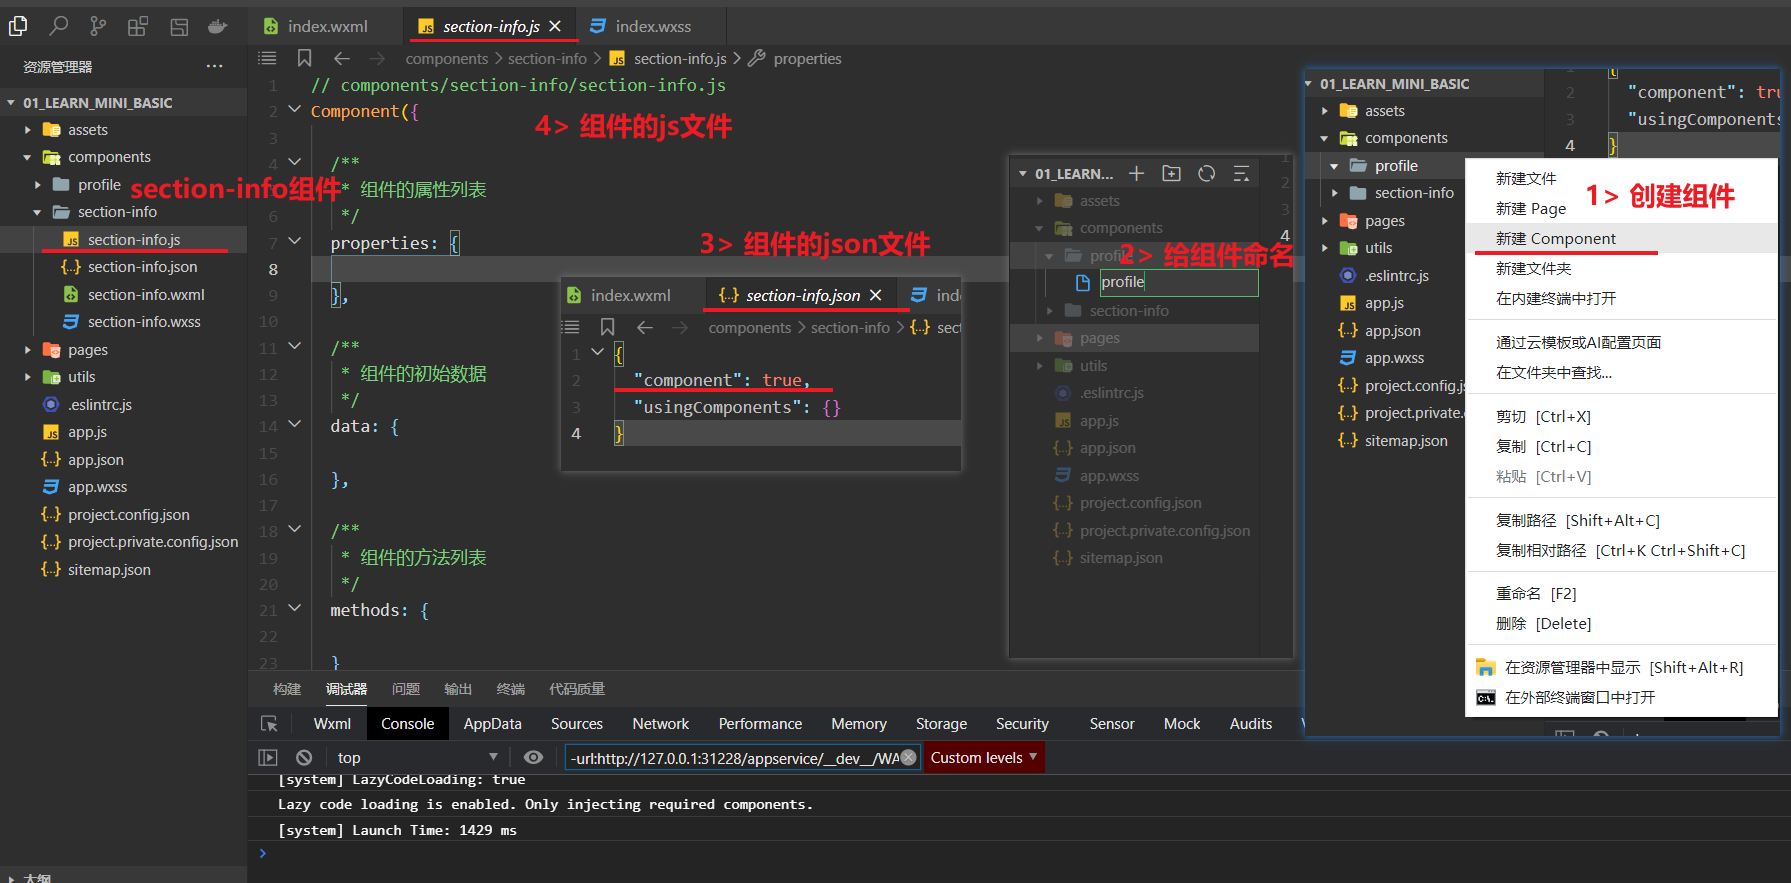 index.wxml
section-info.js
index.wxss
资源管理器
components
section-info
section-info.js
properties
01_LEARN_MINI_BASIC
assets
components
profile
section-info组件
section-info
section-info.js
section-info.json
section-info.wxml
section-info.wxss
pages
utils
.eslintrc.js
app.js
app.json
app.wxss
project.config.json
project.private.config.json
sitemap.json
大纲
1 // components/section-info/section-info.js
2 Component({
3
4 /**
* 组件的属性列表
6 */
7 properties: {
8
9 },
10
11 /**
12 * 组件的初始数据
13 */
14 data: {
15
16 },
17
18 /**
19 * 组件的方法列表
20 */
21 methods: {
22
23 }
4> 组件的js文件
3> 组件的json文件
index.wxml
section-info.json
components
section-info
1 {
2 "component": true,
3 "usingComponents": {}
4 }
01_LEARN...
assets
components
2> 给组件命名
profile
section-info
pages
utils
.eslintrc.js
app.js
app.json
app.wxss
project.config.json
project.private.config.json
sitemap.json
2
3
4
01_LEARN_MINI_BASIC
assets
components
profile
section-info
pages
utils
.eslintrc.js
app.js
app.json
app.wxss
project.config.js
project.private.
sitemap.json
{
2 "component": tru
3 "usingComponents
4 }
1> 创建组件
新建文件
新建 Page
新建 Component
新建文件夹
在内建终端中打开
通过云模板或AI配置页面
在文件夹中查找...
剪切 [Ctrl+X]
复制 [Ctrl+C]
粘贴 [Ctrl+V]
复制路径 [Shift+Alt+C]
复制相对路径 [Ctrl+K Ctrl+Shift+C]
重命名 [F2]
删除 [Delete]
在资源管理器中显示 [Shift+Alt+R]
在外部终端窗口中打开
构建 调试器 问题 输出 终端 代码质量
Wxml Console AppData Sources Network Performance Memory Storage Security Sensor Mock Audits
top
-url:http://127.0.0.1:31228/appservice/__dev__/WA
Custom levels
[system] LazyCodeLoading: true
Lazy code loading is enabled. Only injecting required components.
[system] Launch Time: 1429 ms